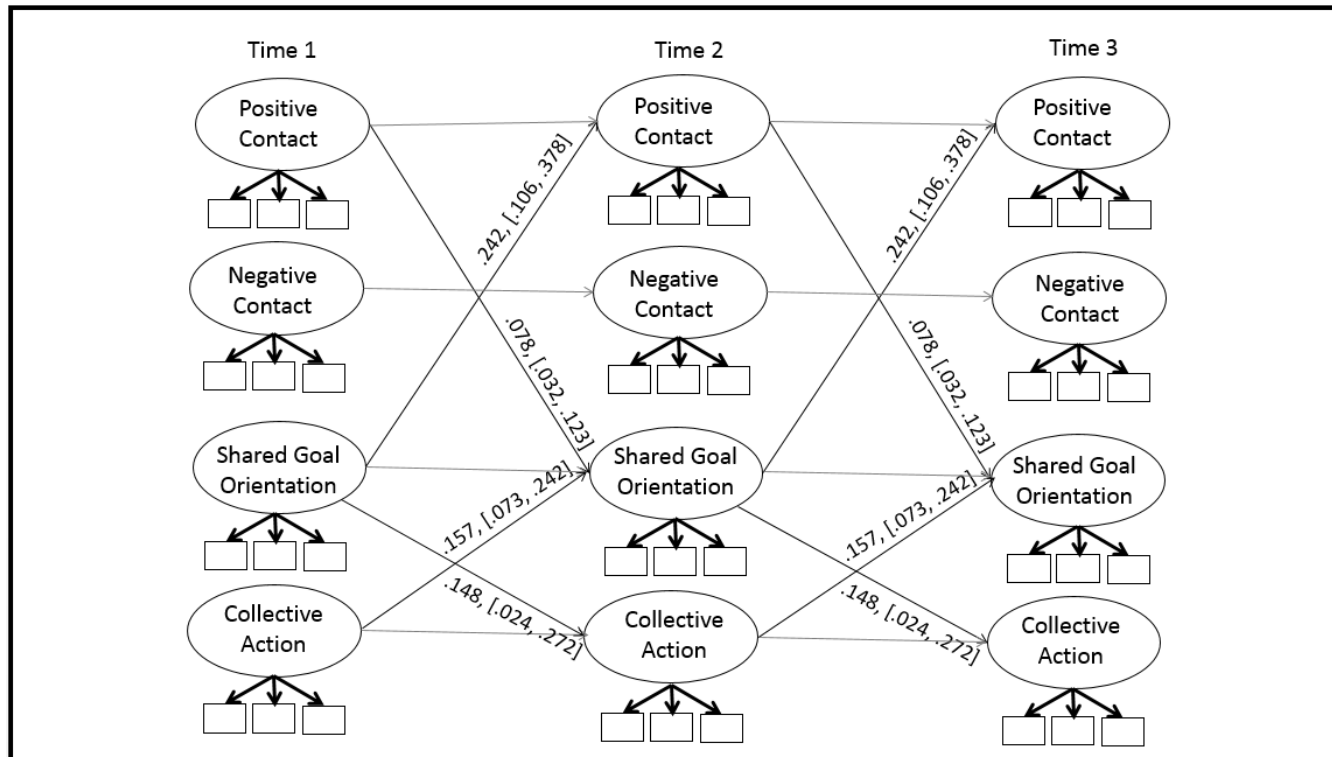 Time 1
Time 2
Time 3
Positive
Contact
Positive
Contact
Positive
Contact
.242, [.106, .378]
.242, [.106, .378]
Negative
Contact
Negative
Contact
Negative
Contact
.078, [.032, .123]
.078, [.032, .123]
Shared Goal
Orientation
Shared Goal
Orientation
Shared Goal
Orientation
.157, [.073, .242]
.157, [.073, .242]
.148, [.024, .272]
.148, [.024, .272]
Collective
Action
Collective
Action
Collective
Action